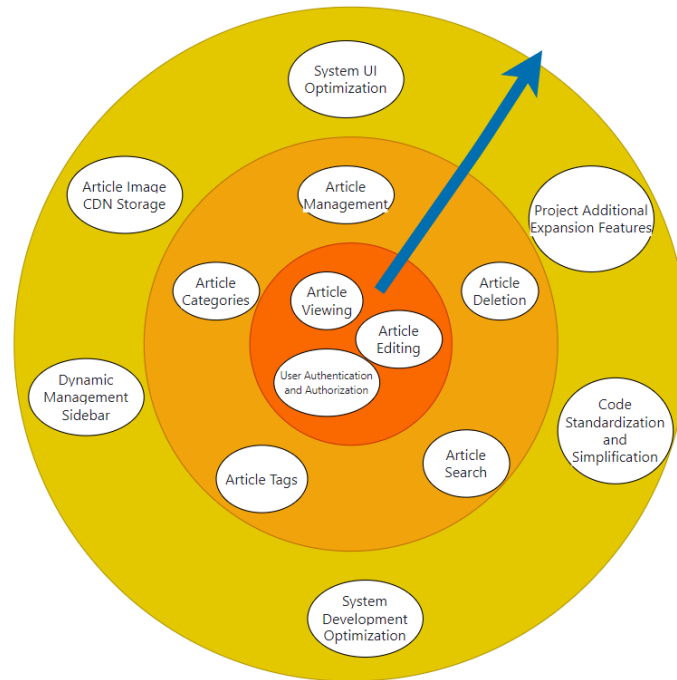 System UI
Optimization
Article Image
CDN Storage
Article
Management
Project Additional
Expansion Features
Article
Categories
Article
Viewing
Article
Deletion
Article
Editing
User Authentication
and Authorization
Dynamic
Management
Sidebar
Code
Standardization
and
Simplification
Article Tags
Article
Search
System
Development
Optimization